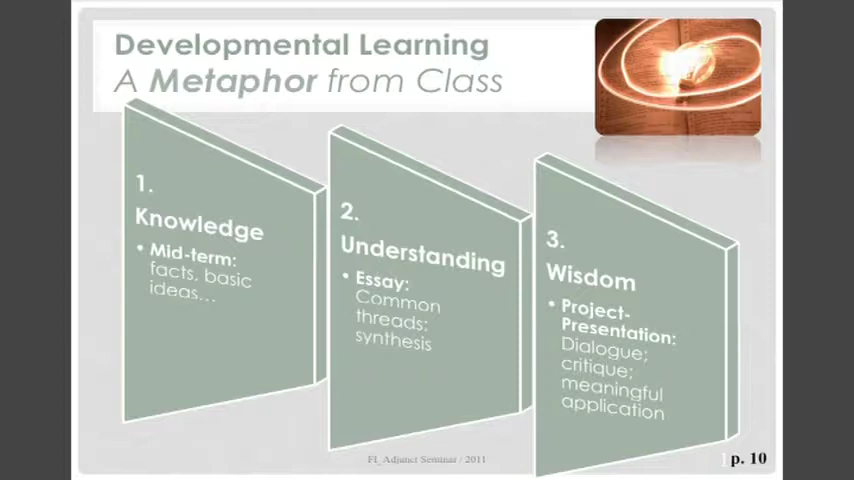 Developmental Learning
A Metaphor from Class
1.
Knowledge
• Mid-term:
facts, basic
ideas...
2.
Understanding
• Essay:
Common
threads;
synthesis
3.
Wisdom
• Project-
Presentation:
Dialogue;
critique;
meaningful
application
FI_Adjunct Seminar / 2011
p. 10